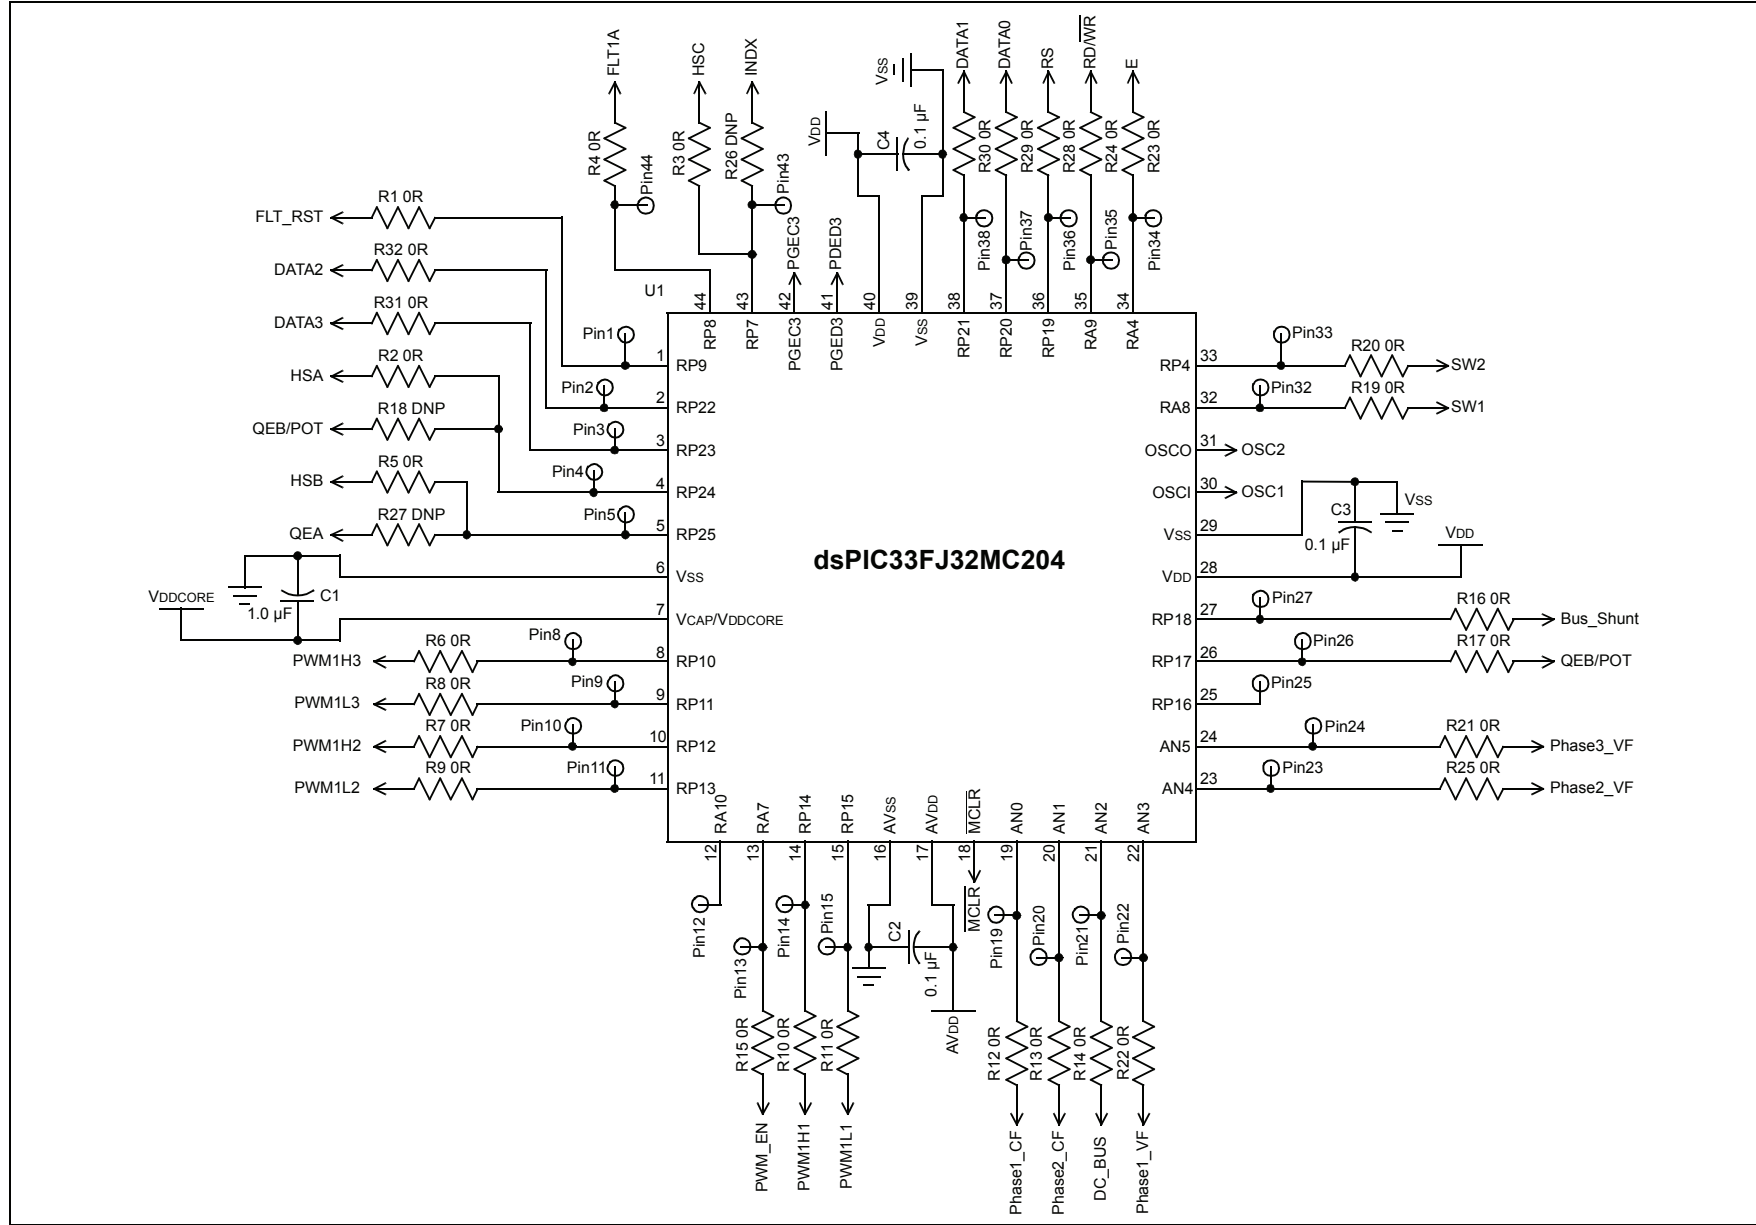 FLT1A
HSC
INDX
VSS
DATA1
DATA0
RS
RD/WR
E
R4 0R
R3 0R
R26 DNP
VDD
C4
0.1 µF
R30 0R
R29 0R
R28 0R
R24 0R
R23 0R
Pin44
Pin43
Pin38
Pin37
Pin36
Pin35
Pin34
PGEC3
PDED3
FLT_RST
R1 0R
DATA2
R32 0R
DATA3
R31 0R
HSA
R2 0R
QEB/POT
R18 DNP
HSB
R5 0R
QEA
R27 DNP
U1
44
43
42
41
40
39
38
37
36
35
34
RP8
RP7
PGEC3
PGED3
VDD
VSS
RP21
RP20
RP19
RA9
RA4
Pin1
1
RP9
Pin2
2
RP22
Pin3
3
RP23
Pin4
4
RP24
Pin5
5
RP25
6
VSS
VDDCORE
1.0 µF
C1
7
VCAP/VDDCORE
PWM1H3
R6 0R
Pin8
8
RP10
PWM1L3
R8 0R
Pin9
9
RP11
PWM1H2
R7 0R
Pin10
10
RP12
PWM1L2
R9 0R
Pin11
11
RP13
dsPIC33FJ32MC204
RP4
33
Pin33
R20 0R
SW2
RA8
32
Pin32
R19 0R
SW1
OSCO
31
OSC2
OSCI
30
OSC1
VSS
29
C3
0.1 µF
VSS
VDD
VDD
28
RP18
27
Pin27
R16 0R
Bus_Shunt
RP17
26
Pin26
R17 0R
QEB/POT
RP16
25
Pin25
AN5
24
Pin24
R21 0R
Phase3_VF
AN4
23
Pin23
R25 0R
Phase2_VF
RA10
RA7
RP14
RP15
AVSS
AVDD
MCLR
AN0
AN1
AN2
AN3
12
13
14
15
16
17
18
19
20
21
22
Pin12
Pin13
Pin14
Pin15
C2
0.1 µF
AVDD
MCLR
Pin19
Pin20
Pin21
Pin22
R15 0R
R10 0R
R11 0R
R12 0R
R13 0R
R14 0R
R22 0R
PWM_EN
PWM1H1
PWM1L1
Phase1_CF
Phase2_CF
DC_BUS
Phase1_VF